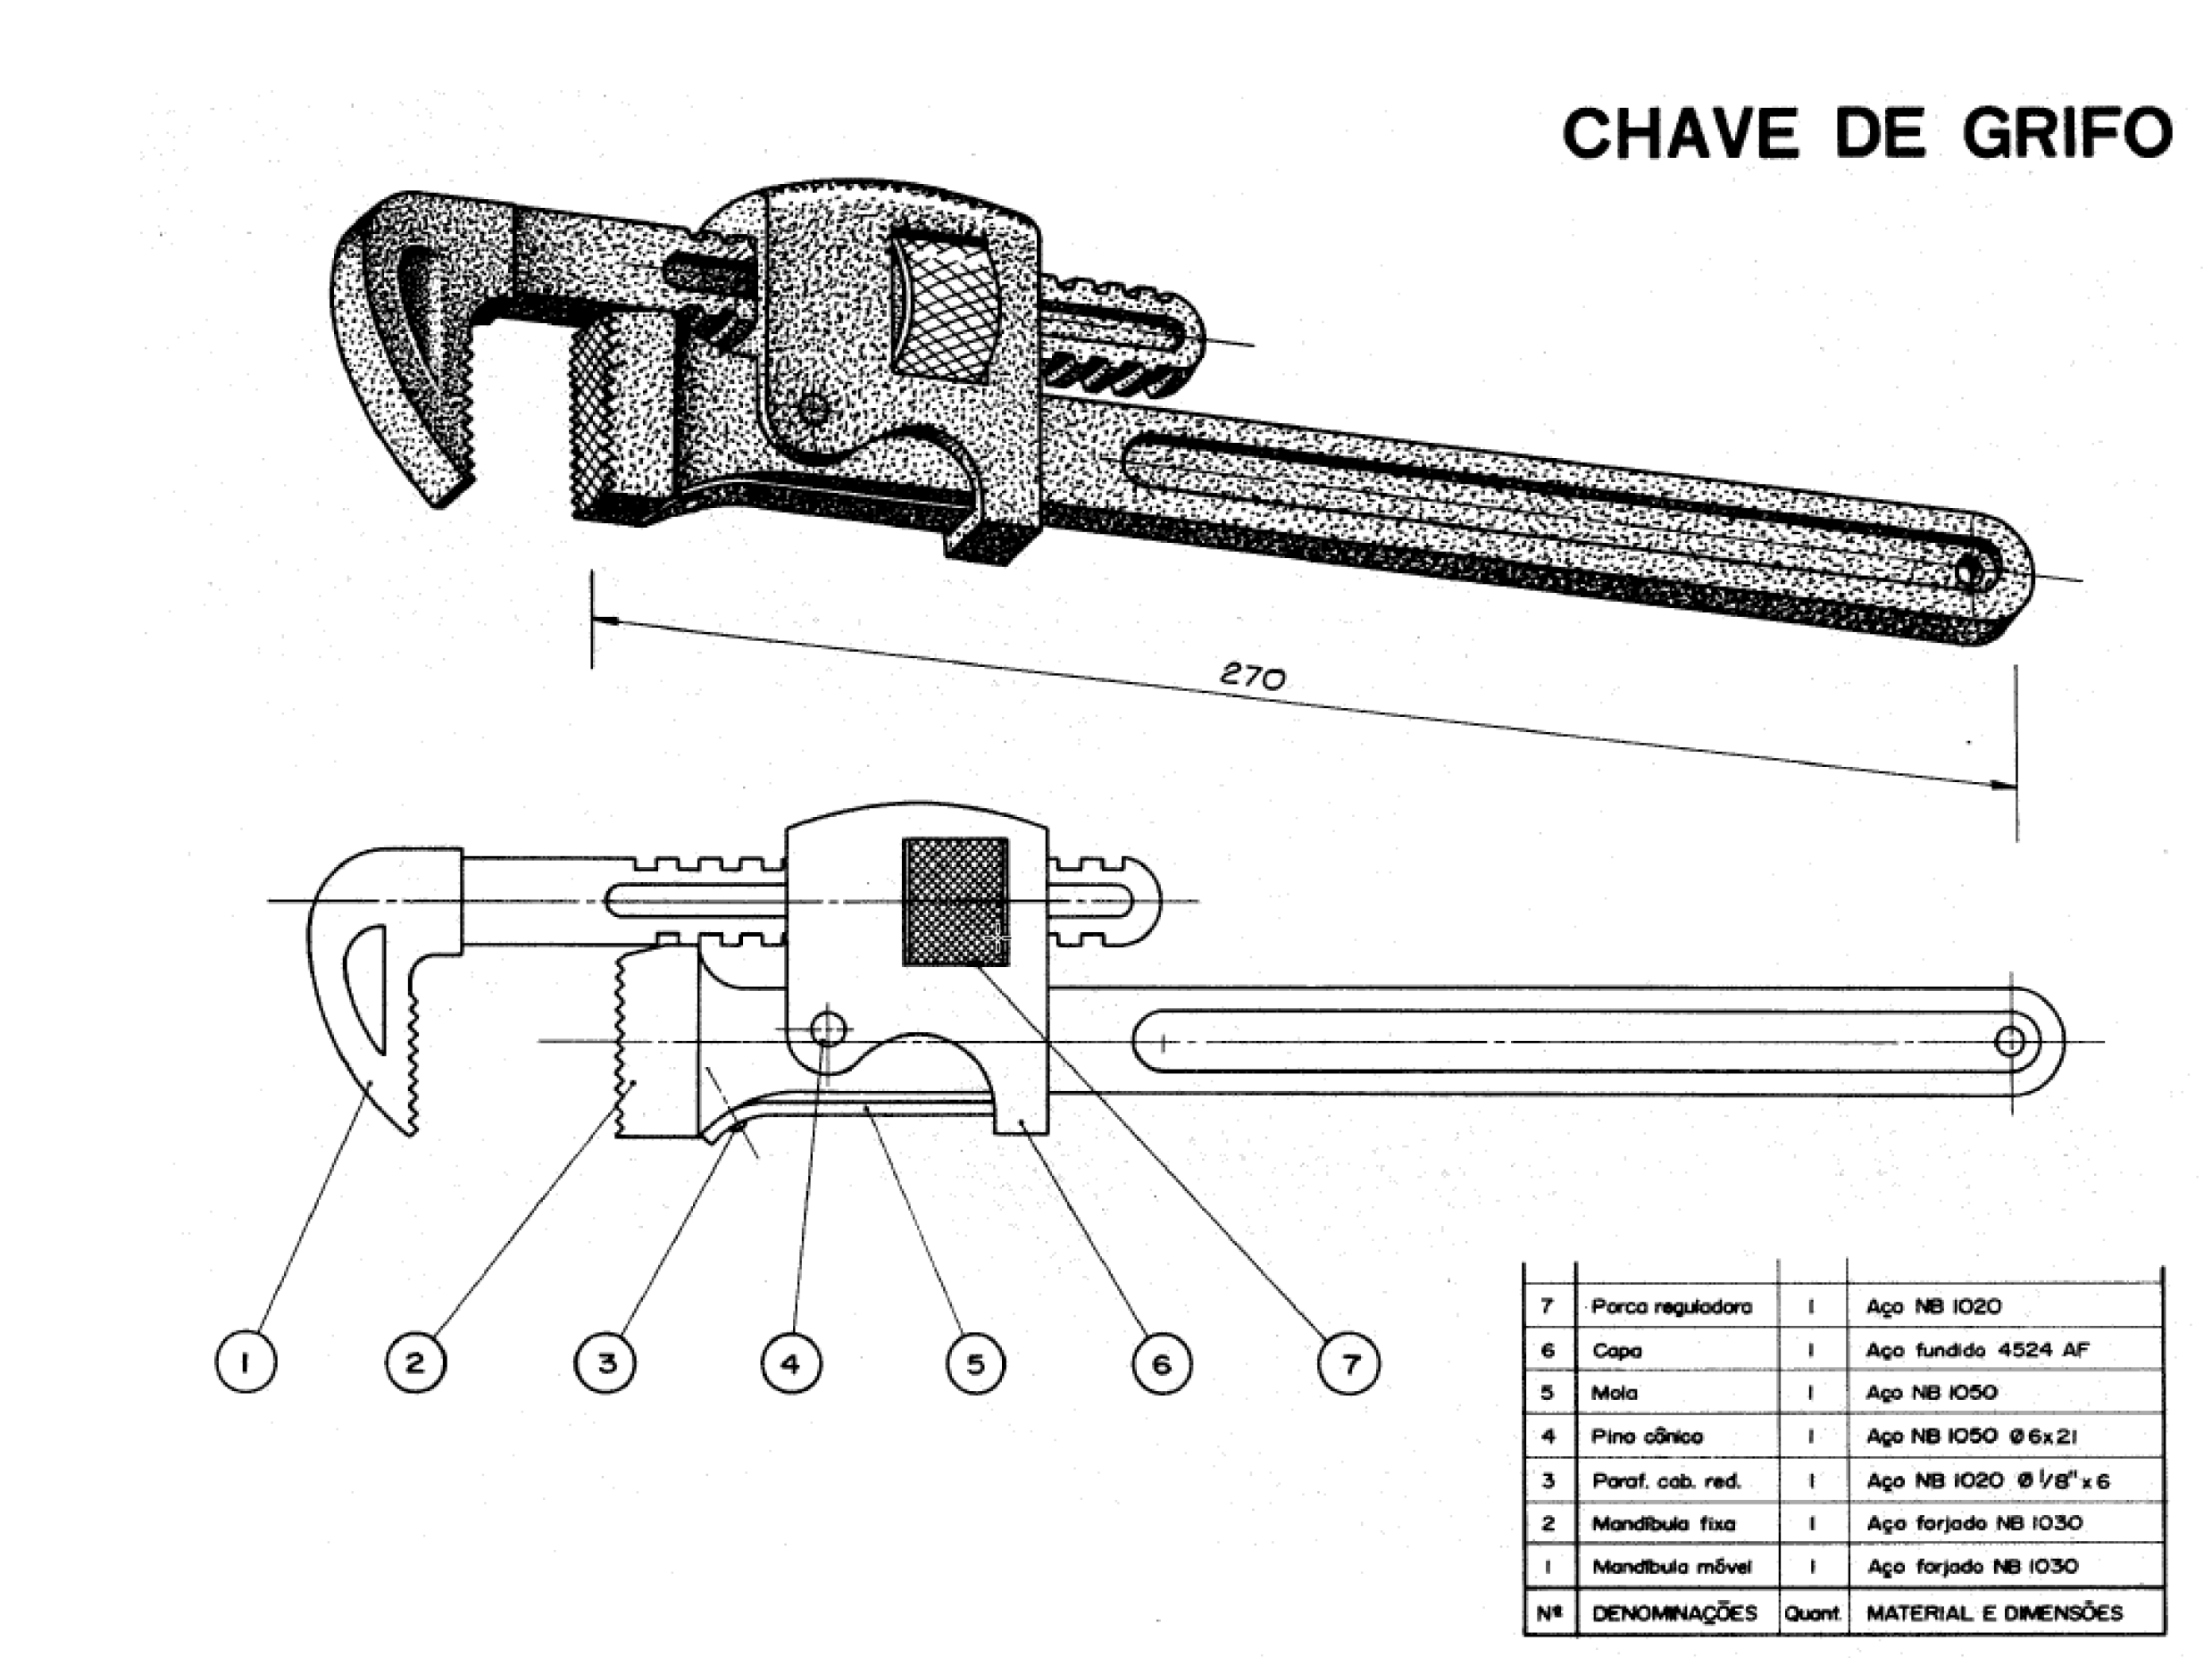 CHAVE DE GRIFO
270
1 2 3 4 5 6 7
7 Porca reguladora 1 Aço NB 1020
6 Capa 1 Aço fundido 4524 AF
5 Mola 1 Aço NB 1050
4 Pino cônico 1 Aço NB 1050 Ø6x21
3 Paraf. cab. red. 1 Aço NB 1020 Ø 1/8" x 6
2 Mandíbula fixa 1 Aço forjado NB 1030
1 Mandíbula móvel 1 Aço forjado NB 1030
Nº DENOMINAÇÕES Quant. MATERIAL E DIMENSÕES